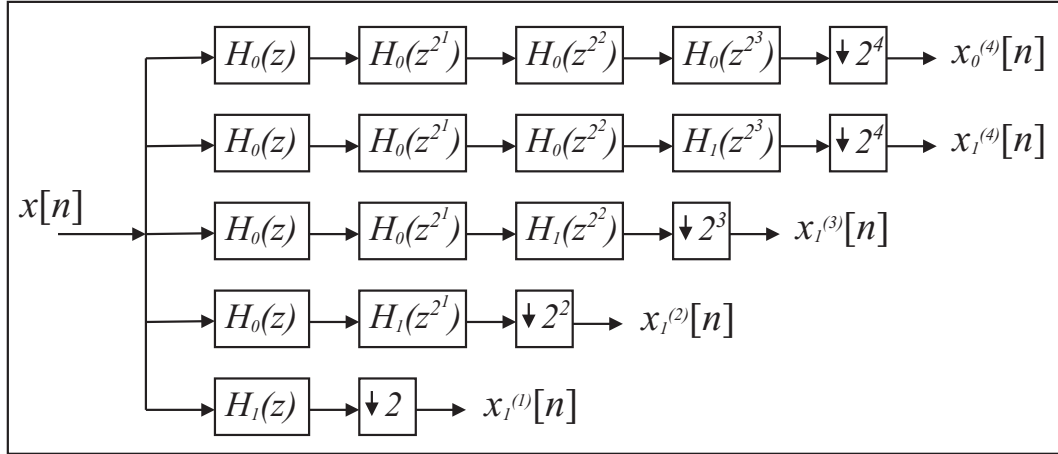 H₀(z) H₀(z^{2^1}) H₀(z^{2^2}) H₀(z^{2^3}) ↓ 2^4 x₀^{(4)}[n]
H₀(z) H₀(z^{2^1}) H₀(z^{2^2}) H₁(z^{2^3}) ↓ 2^4 x₁^{(4)}[n]
x[n]
H₀(z) H₀(z^{2^1}) H₁(z^{2^2}) ↓ 2^3 x₁^{(3)}[n]
H₀(z) H₁(z^{2^1}) ↓ 2^2 x₁^{(2)}[n]
H₁(z) ↓ 2 x₁^{(1)}[n]